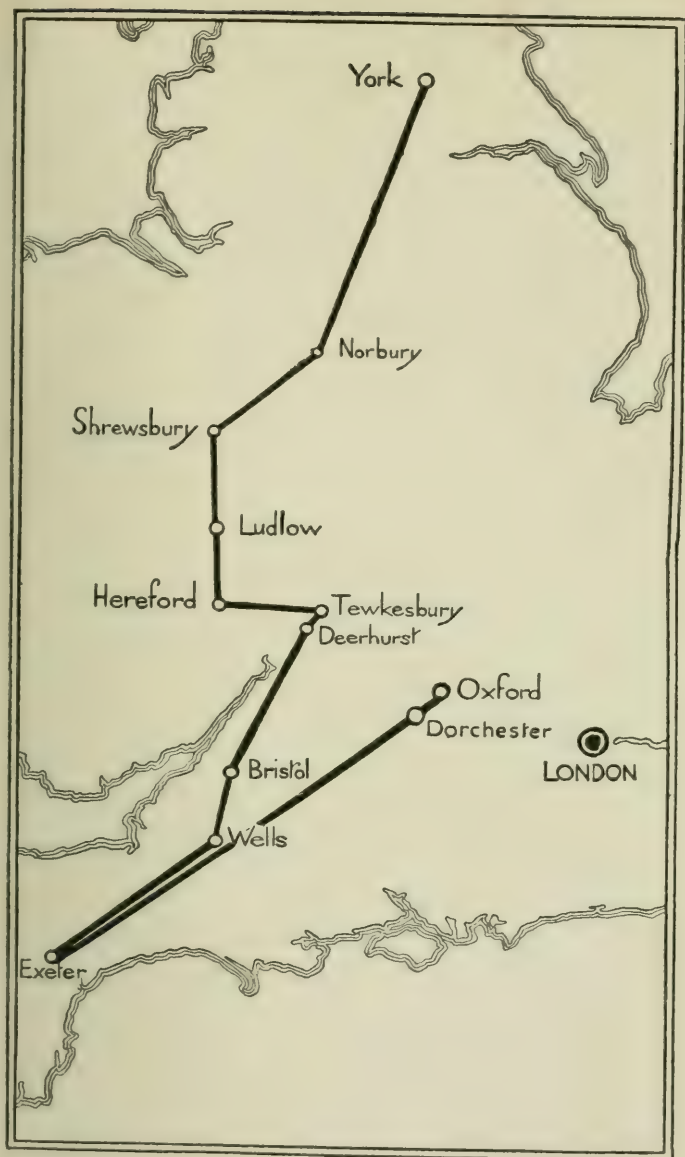 York
Norbury
Shrewsbury
Ludlow
Hereford
Tewkesbury
Deerhurst
Oxford
Dorchester
LONDON
Bristol
Wells
Exeter